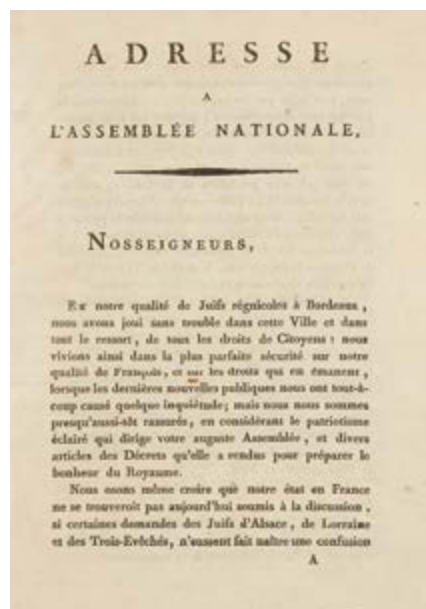 ADRESSE
A
L'ASSEMBLÉE NATIONALE,
NOSSEIGNEURS,
En notre qualité de Juifs régnicoles à Bordeaux,
nous avons joui sans trouble dans cette Ville et dans
tout le ressort, de tous les droits de Citoyens : nous
vivions ainsi dans la plus parfaite sécurité sur notre
qualité de François, et sur les droits qui en émanent,
lorsque les dernières nouvelles publiques nous ont tout-à-
coup causé quelque inquiétude; mais nous nous sommes
presqu'aussi-tôt rassurés, en considérant le patriotisme
éclairé qui dirige votre auguste Assemblée, et divers
articles des Décrets qu'elle a rendus pour préparer le
bonheur du Royaume.
Nous osons même croire que notre état en France
ne se trouveroit pas aujourd'hui soumis à la discussion,
si certaines demandes des Juifs d'Alsace, de Lorraine
et des Trois-Evêchés, n'eussent fait naître une confusion
A